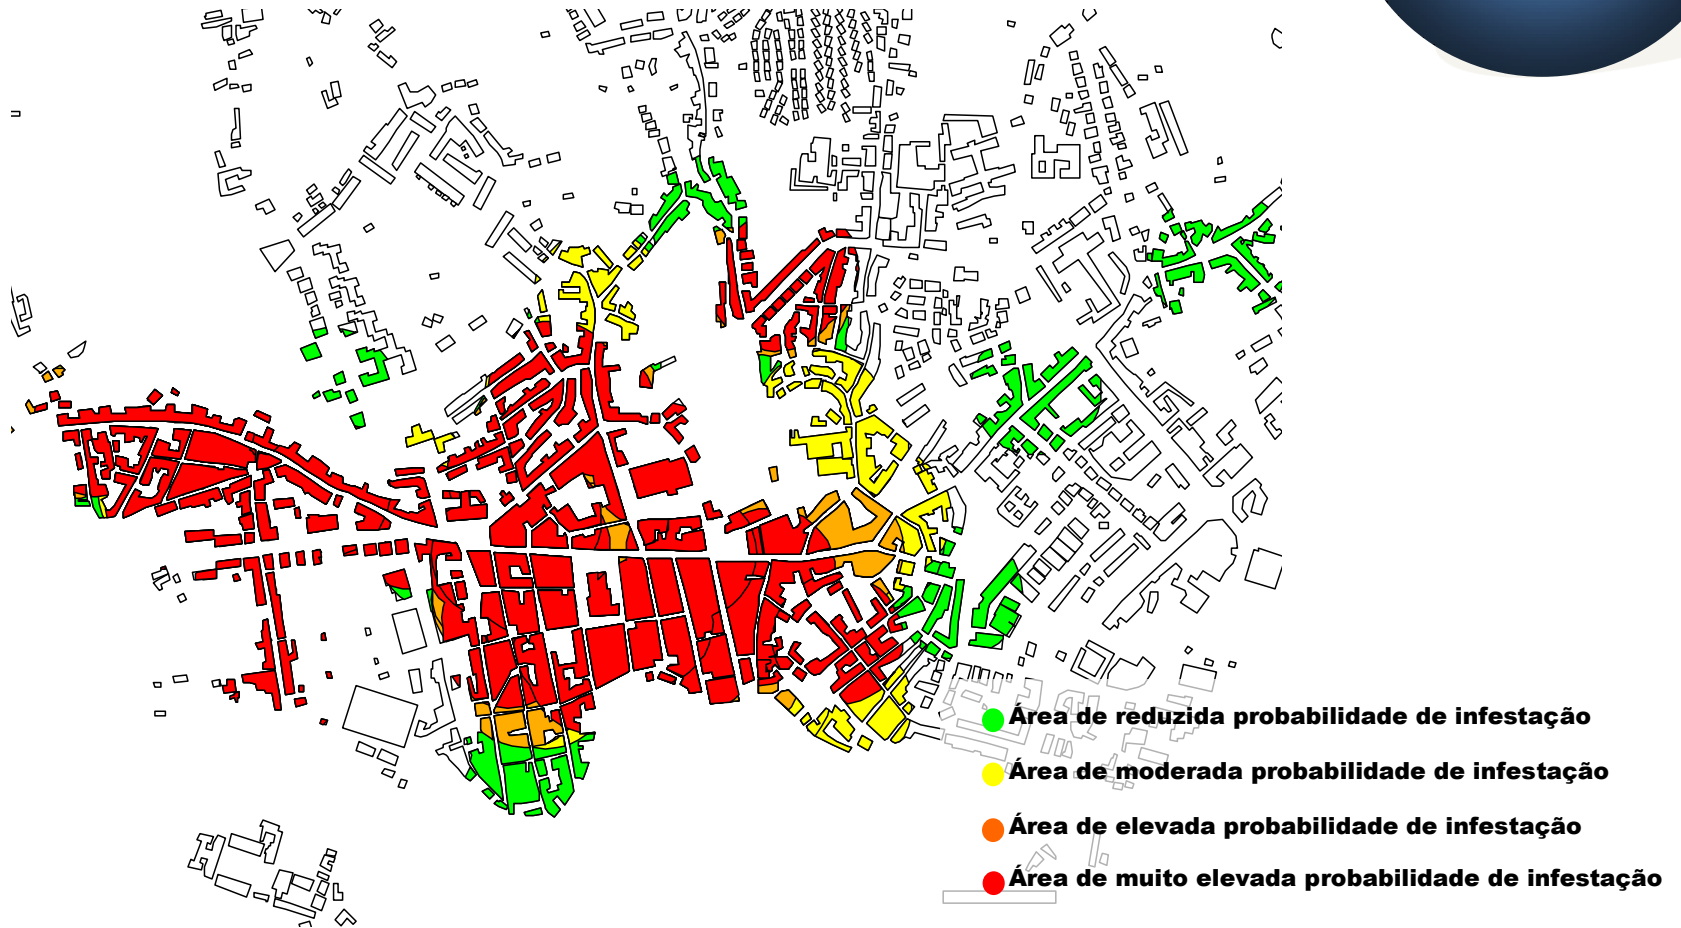 Área de reduzida probabilidade de infestação
Área de moderada probabilidade de infestação
Área de elevada probabilidade de infestação
Área de muito elevada probabilidade de infestação